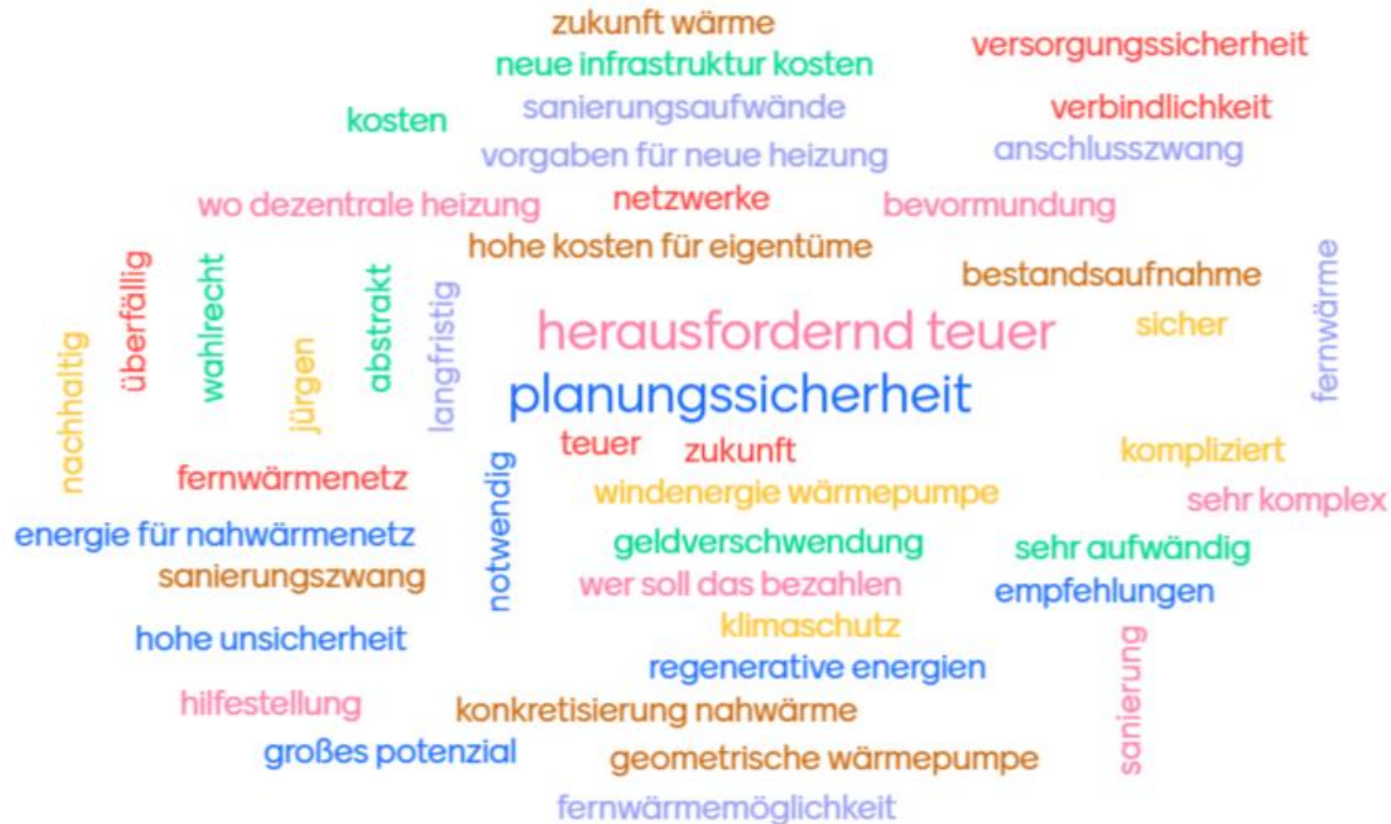 zukunft wärme
versorgungssicherheit
neue infrastruktur kosten
kosten
sanierungsaufwände
verbindlichkeit
vorgaben für neue heizung
anschlusszwang
wo dezentrale heizung
netzwerke
bevormundung
hohe kosten für eigentüme
bestandsaufnahme
fernwärme
überfällig
wahlrecht
abstrakt
langfristig
nachhaltig
jürgen
herausfordernd teuer
sicher
planungssicherheit
teuer
zukunft
kompliziert
fernwärmenetz
notwendig
windenergie wärmepumpe
sehr komplex
energie für nahwärmenetz
geldverschwendung
sehr aufwändig
sanierungszwang
wer soll das bezahlen
empfehlungen
hohe unsicherheit
klimaschutz
regenerative energien
sanierung
hilfestellung
konkretisierung nahwärme
großes potenzial
geometrische wärmepumpe
fernwärmemöglichkeit